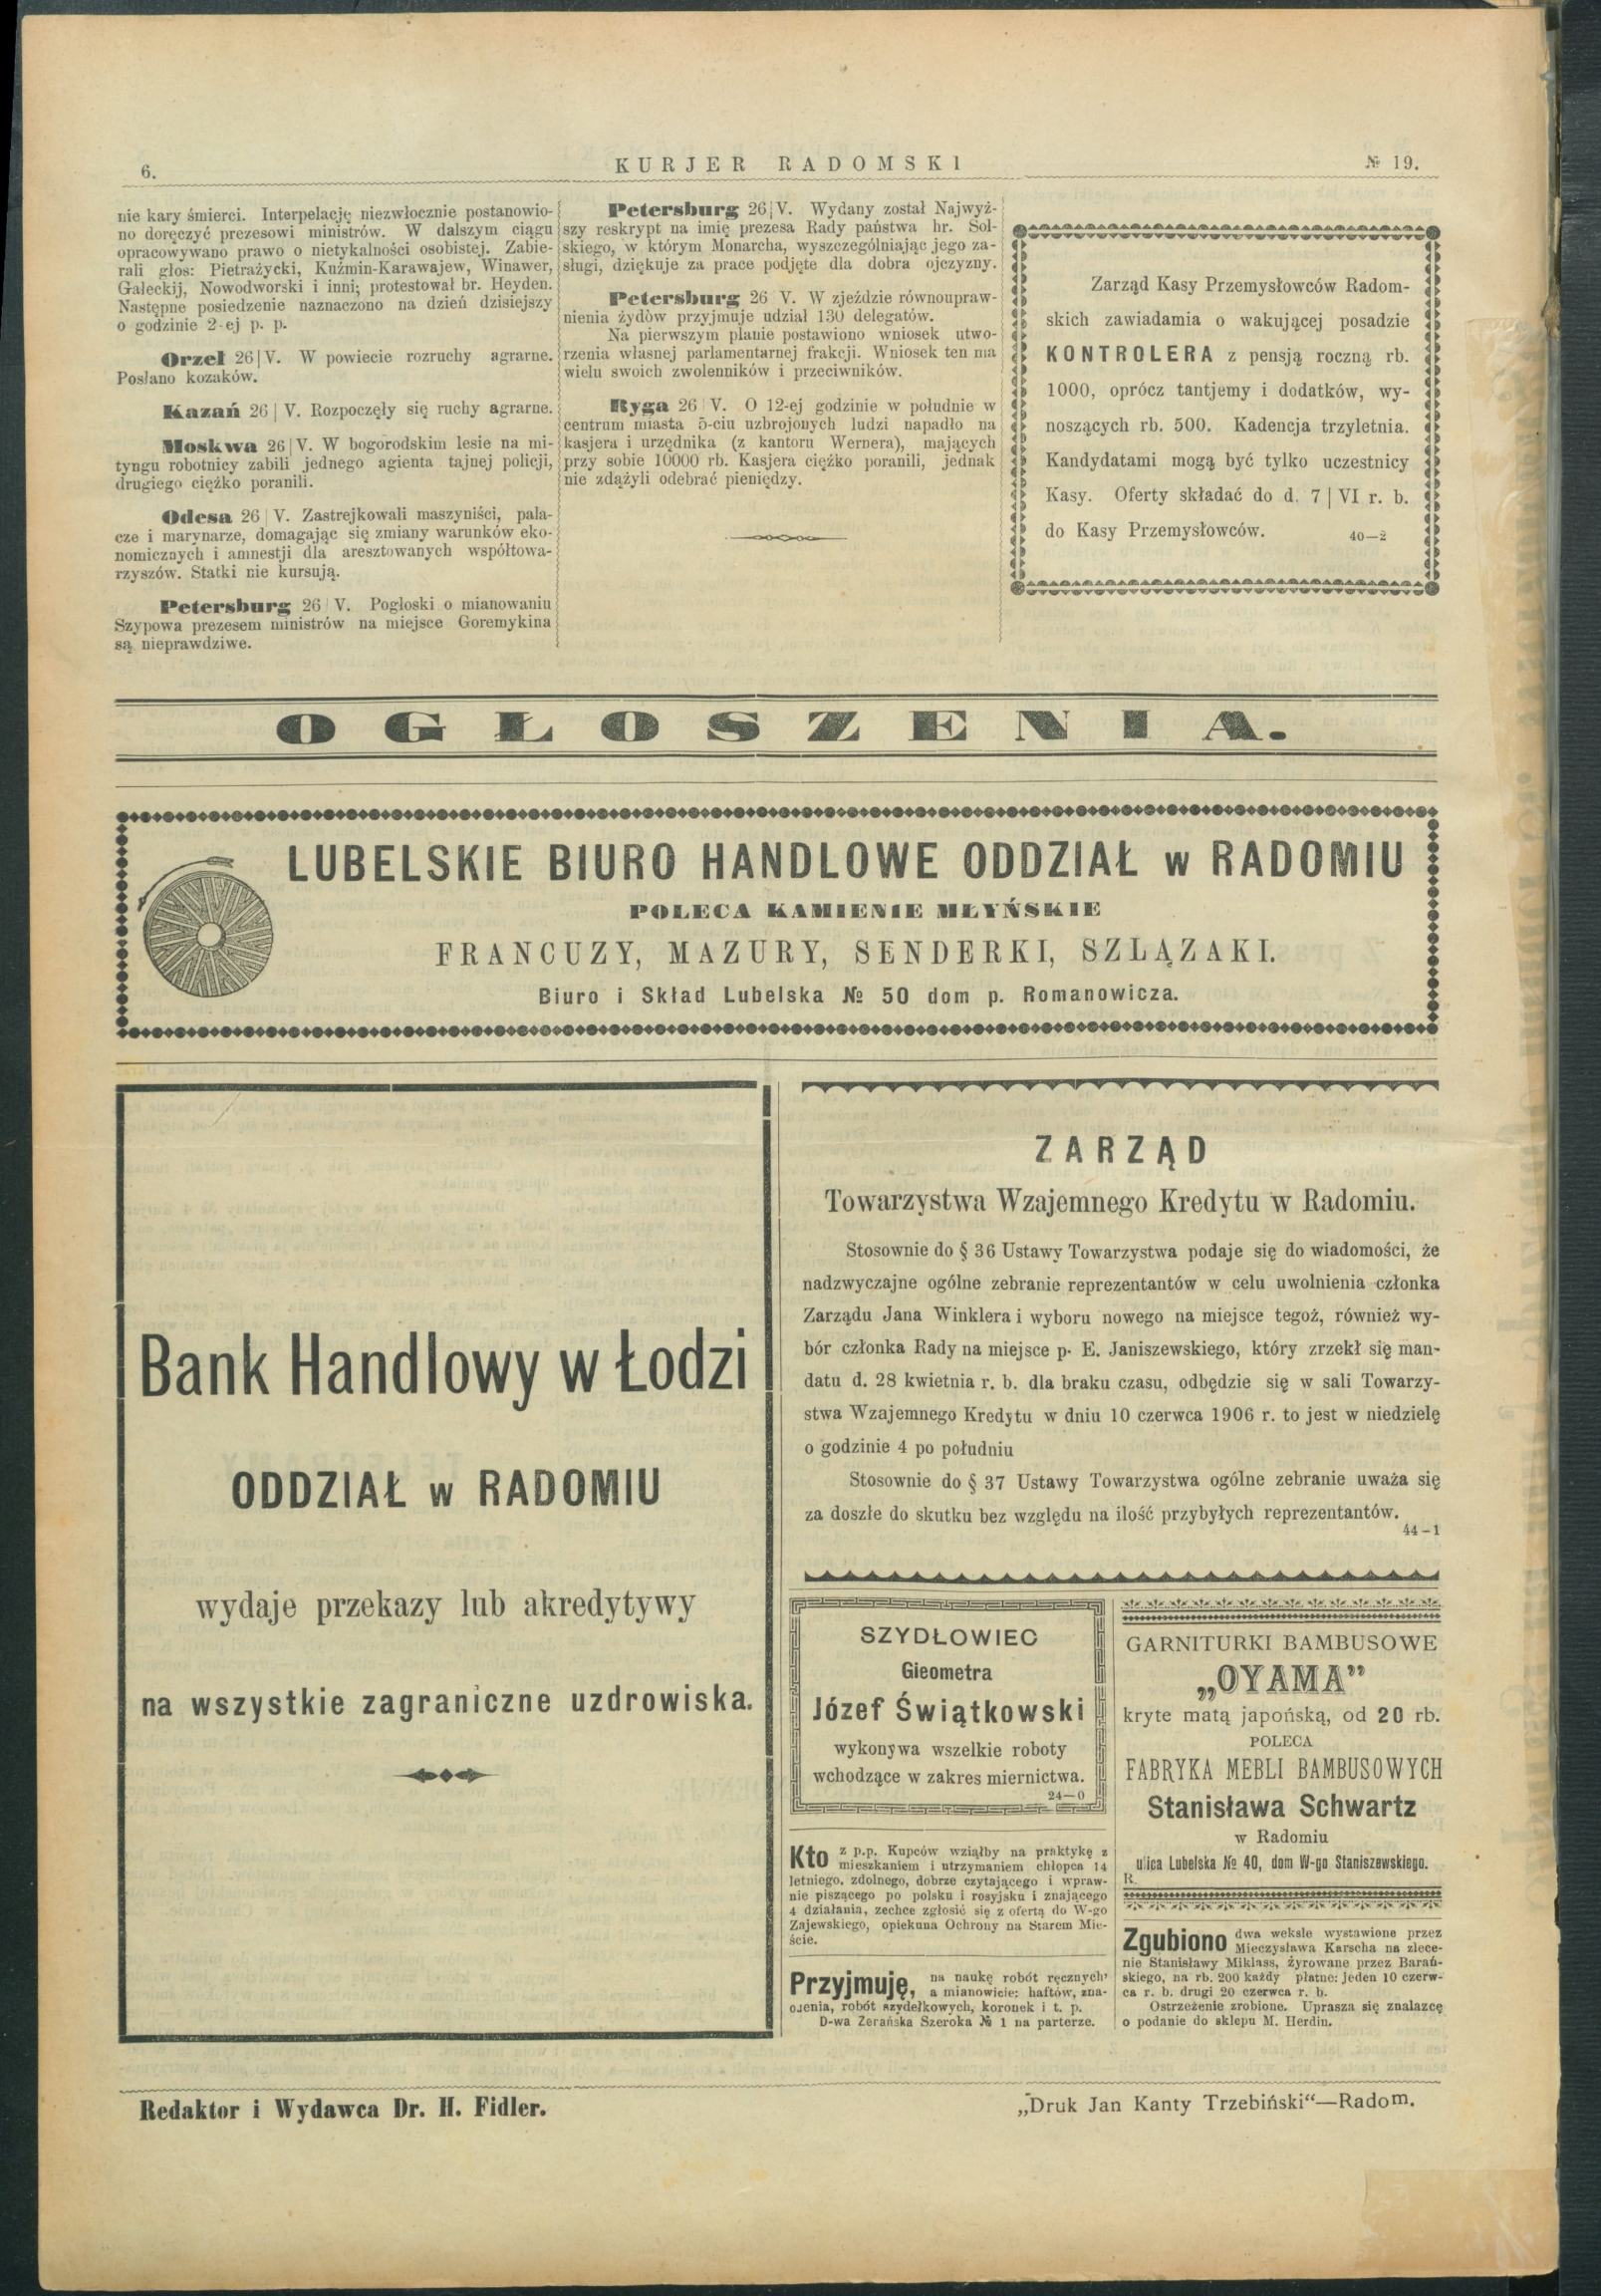 6.
KURJER RADOMSKI
№ 19.
nie kary śmierci. Interpelację niezwłocznie postanowio-
no doręczyć prezesowi ministrów. W dalszym ciągu
opracowywano prawo o nietykalności osobistej. Zabie-
rali głos: Pietrażycki, Kuźmin-Karawajew, Winawer,
Gałeckij, Nowodworski i inni; protestował br. Heyden.
Następne posiedzenie naznaczono na dzień dzisiejszy
o godzinie 2-ej p. p.
Orzeł 26|V. W powiecie rozruchy agrarne.
Posłano kozaków.
Kazań 26 | V. Rozpoczęły się ruchy agrarne.
Moskwa 26|V. W bogorodskim lesie na mi-
tyngu robotnicy zabili jednego agienta tajnej policji,
drugiego ciężko poranili.
Odesa 26 | V. Zastrejkowali maszyniści, pala-
cze i marynarze, domagając się zmiany warunków eko-
nomicznych i amnestji dla aresztowanych współtowa-
rzyszów. Statki nie kursują.
Petersburg 26 | V. Pogłoski o mianowaniu
Szypowa prezesem ministrów na miejsce Goremykina
są nieprawdziwe.
Petersburg 26|V. Wydany został Najwyż-
szy reskrypt na imię prezesa Rady państwa hr. Sol-
skiego, w którym Monarcha, wyszczególniając jego za-
sługi, dziękuje za prace podjęte dla dobra ojczyzny.
Petersburg 26 V. W zjeździe równoupraw-
nienia żydów przyjmuje udział 130 delegatów.
Na pierwszym planie postawiono wniosek utwo-
rzenia własnej parlamentarnej frakcji. Wniosek ten ma
wielu swoich zwolenników i przeciwników.
Ryga 26 | V. O 12-ej godzinie w południe w
centrum miasta 5-ciu uzbrojonych ludzi napadło na
kasjera i urzędnika (z kantoru Wernera), mających
przy sobie 10000 rb. Kasjera ciężko poranili, jednak
nie zdążyli odebrać pieniędzy.
Zarząd Kasy Przemysłowców Radom-
skich zawiadamia o wakującej posadzie
KONTROLERA z pensją roczną rb.
1000, oprócz tantjemy i dodatków, wy-
noszących rb. 500. Kadencja trzyletnia.
Kandydatami mogą być tylko uczestnicy
Kasy. Oferty składać do d. 7 | VI r. b.
do Kasy Przemysłowców. 40—2
OGŁOSZENIA.
LUBELSKIE BIURO HANDLOWE ODDZIAŁ w RADOMIU
POLECA KAMIENIE MŁYŃSKIE
FRANCUZY, MAZURY, SENDERKI, SZLĄZAKI.
Biuro i Skład Lubelska № 50 dom p. Romanowicza.
Bank Handlowy w Łodzi
ODDZIAŁ w RADOMIU
wydaje przekazy lub akredytywy
na wszystkie zagraniczne uzdrowiska.
ZARZĄD
Towarzystwa Wzajemnego Kredytu w Radomiu.
Stosownie do § 36 Ustawy Towarzystwa podaje się do wiadomości, że
nadzwyczajne ogólne zebranie reprezentantów w celu uwolnienia członka
Zarządu Jana Winklera i wyboru nowego na miejsce tegoż, również wy-
bór członka Rady na miejsce p. E. Janiszewskiego, który zrzekł się man-
datu d. 28 kwietnia r. b. dla braku czasu, odbędzie się w sali Towarzy-
stwa Wzajemnego Kredytu w dniu 10 czerwca 1906 r. to jest w niedzielę
o godzinie 4 po południu
Stosownie do § 37 Ustawy Towarzystwa ogólne zebranie uważa się
za doszłe do skutku bez względu na ilość przybyłych reprezentantów.
44—1
SZYDŁOWIEC
Gieometra
Józef Świątkowski
wykonywa wszelkie roboty
wchodzące w zakres miernictwa.
24—0
Kto z p.p. Kupców wziąłby na praktykę z
mieszkaniem i utrzymaniem chłopca 14
letniego, zdolnego, dobrze czytającego i wpraw-
nie piszącego po polsku i rosyjsku i znającego
4 działania, zechce zgłosić się z ofertą do W-go
Zajewskiego, opiekuna Ochrony na Starem Mie-
ście.
Przyjmuję, na naukę robót ręcznych'
a mianowicie: haftów, zna-
ojenia, robót szydełkowych, koronek i t. p.
D-wa Zerańska Szeroka № 1 na parterze.
GARNITURKI BAMBUSOWE
„OYAMA”
kryte matą japońską, od 20 rb.
POLECA
FABRYKA MEBLI BAMBUSOWYCH
Stanisława Schwartz
w Radomiu
ulica Lubelska № 40, dom W-go Staniszewskiego.
R.
Zgubiono dwa weksle wystawione przez
Mieczysława Karscha na zlece-
nie Stanisławy Miklass, żyrowane przez Barań-
skiego, na rb. 200 każdy płatne: jeden 10 czerw-
ca r. b. drugi 20 czerwca r. b.
Ostrzeżenie zrobione. Uprasza się znalazcę
o podanie do sklepu M. Herdin.
Redaktor i Wydawca Dr. H. Fidler.
„Druk Jan Kanty Trzebiński“—Radom.